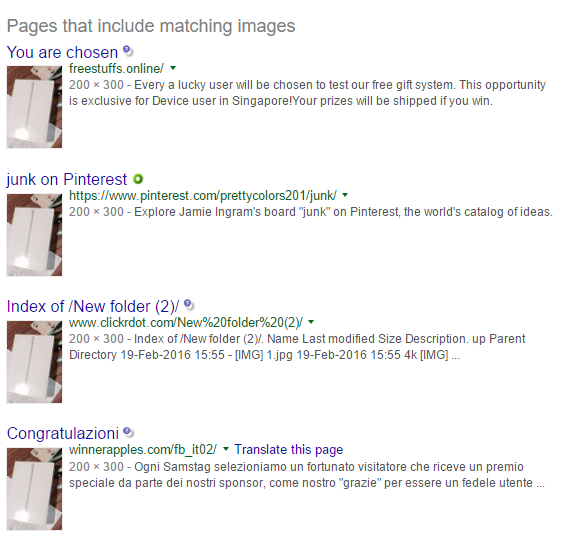 Pages that include matching images
You are chosen
freestuffs.online/
200 × 300 - Every a lucky user will be chosen to test our free gift system. This opportunity
is exclusive for Device user in Singapore!Your prizes will be shipped if you win.
junk on Pinterest
https://www.pinterest.com/prettycolors201/junk/
200 × 300 - Explore Jamie Ingram's board "junk" on Pinterest, the world's catalog of ideas.
Index of /New folder (2)/
www.clickrdot.com/New%20folder%20(2)/
200 × 300 - Index of /New folder (2)/. Name Last modified Size Description. up Parent
Directory 19-Feb-2016 15:55 - [IMG] 1.jpg 19-Feb-2016 15:55 4k [IMG] ...
Congratulazioni
winnerapples.com/fb_it02/ Translate this page
200 × 300 - Ogni Samstag selezioniamo un fortunato visitatore che riceve un premio
speciale da parte dei nostri sponsor, come nostro "grazie" per essere un fedele utente ...